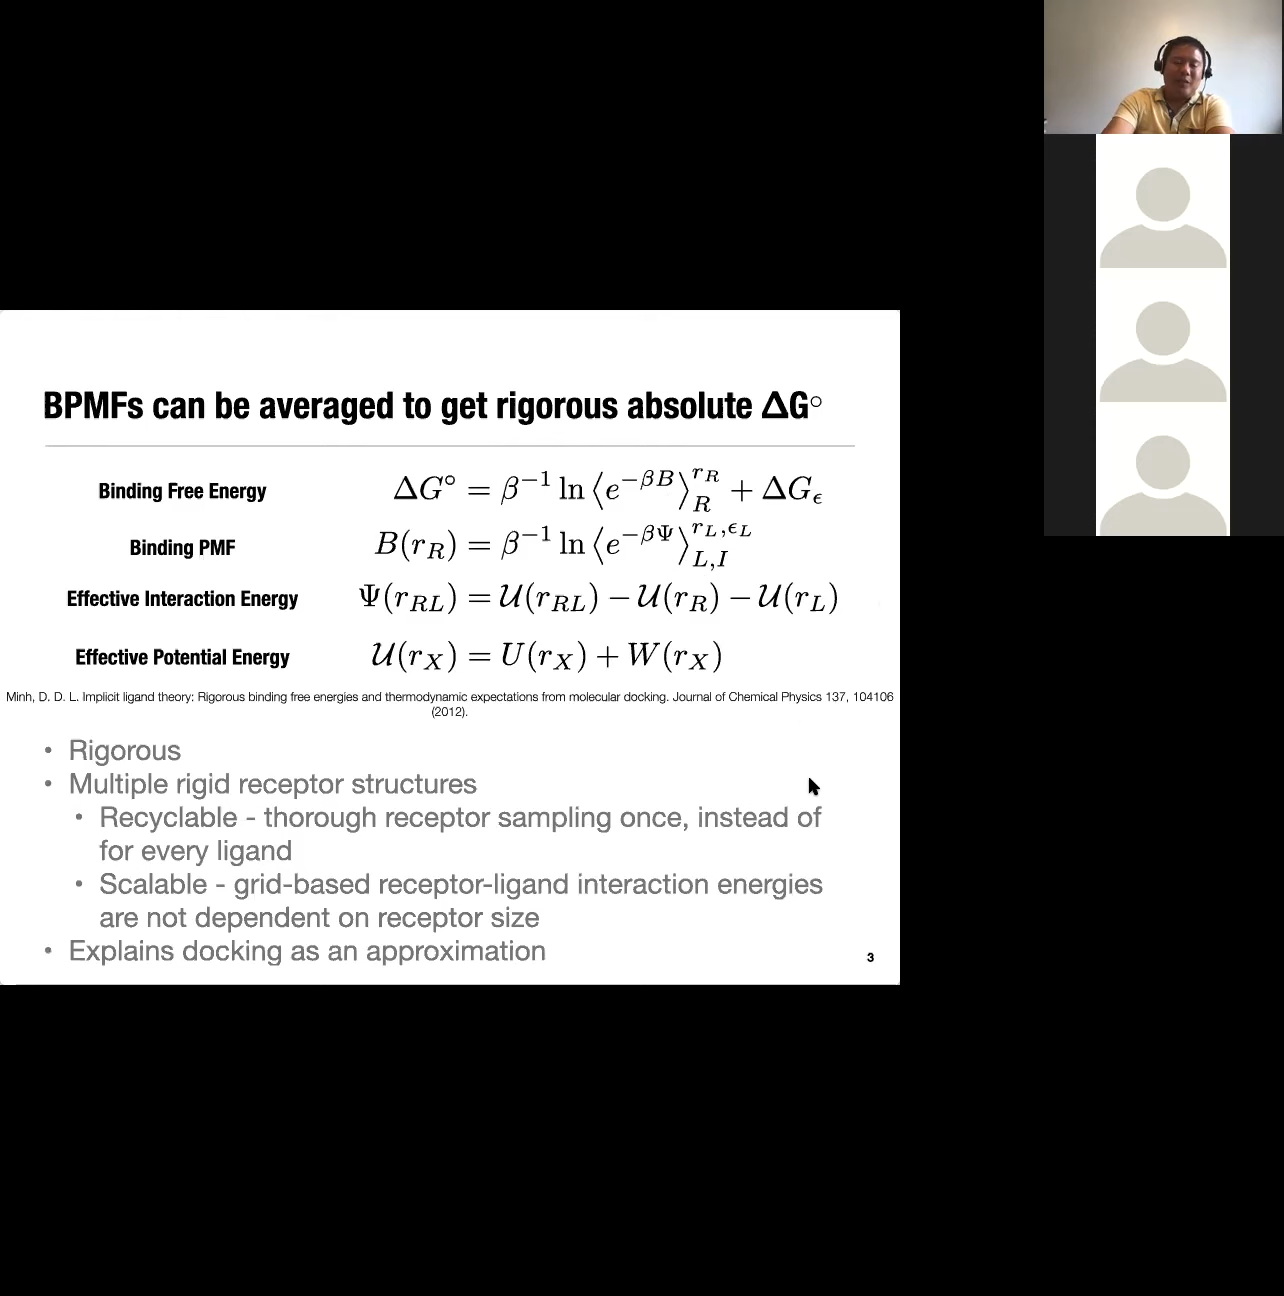 BPMFs can be averaged to get rigorous absolute ΔG°
Binding Free Energy ΔG° = β⁻¹ ln ⟨e^{−βB}⟩_R^{r_R} + ΔG_ϵ
Binding PMF B(r_R) = β⁻¹ ln ⟨e^{−βΨ}⟩_{L,I}^{r_L,ϵ_L}
Effective Interaction Energy Ψ(r_{RL}) = 𝒰(r_{RL}) − 𝒰(r_R) − 𝒰(r_L)
Effective Potential Energy 𝒰(r_X) = U(r_X) + W(r_X)
Minh, D. D. L. Implicit ligand theory: Rigorous binding free energies and thermodynamic expectations from molecular docking. Journal of Chemical Physics 137, 104106
(2012).
• Rigorous
• Multiple rigid receptor structures
• Recyclable - thorough receptor sampling once, instead of
for every ligand
• Scalable - grid-based receptor-ligand interaction energies
are not dependent on receptor size
• Explains docking as an approximation
3